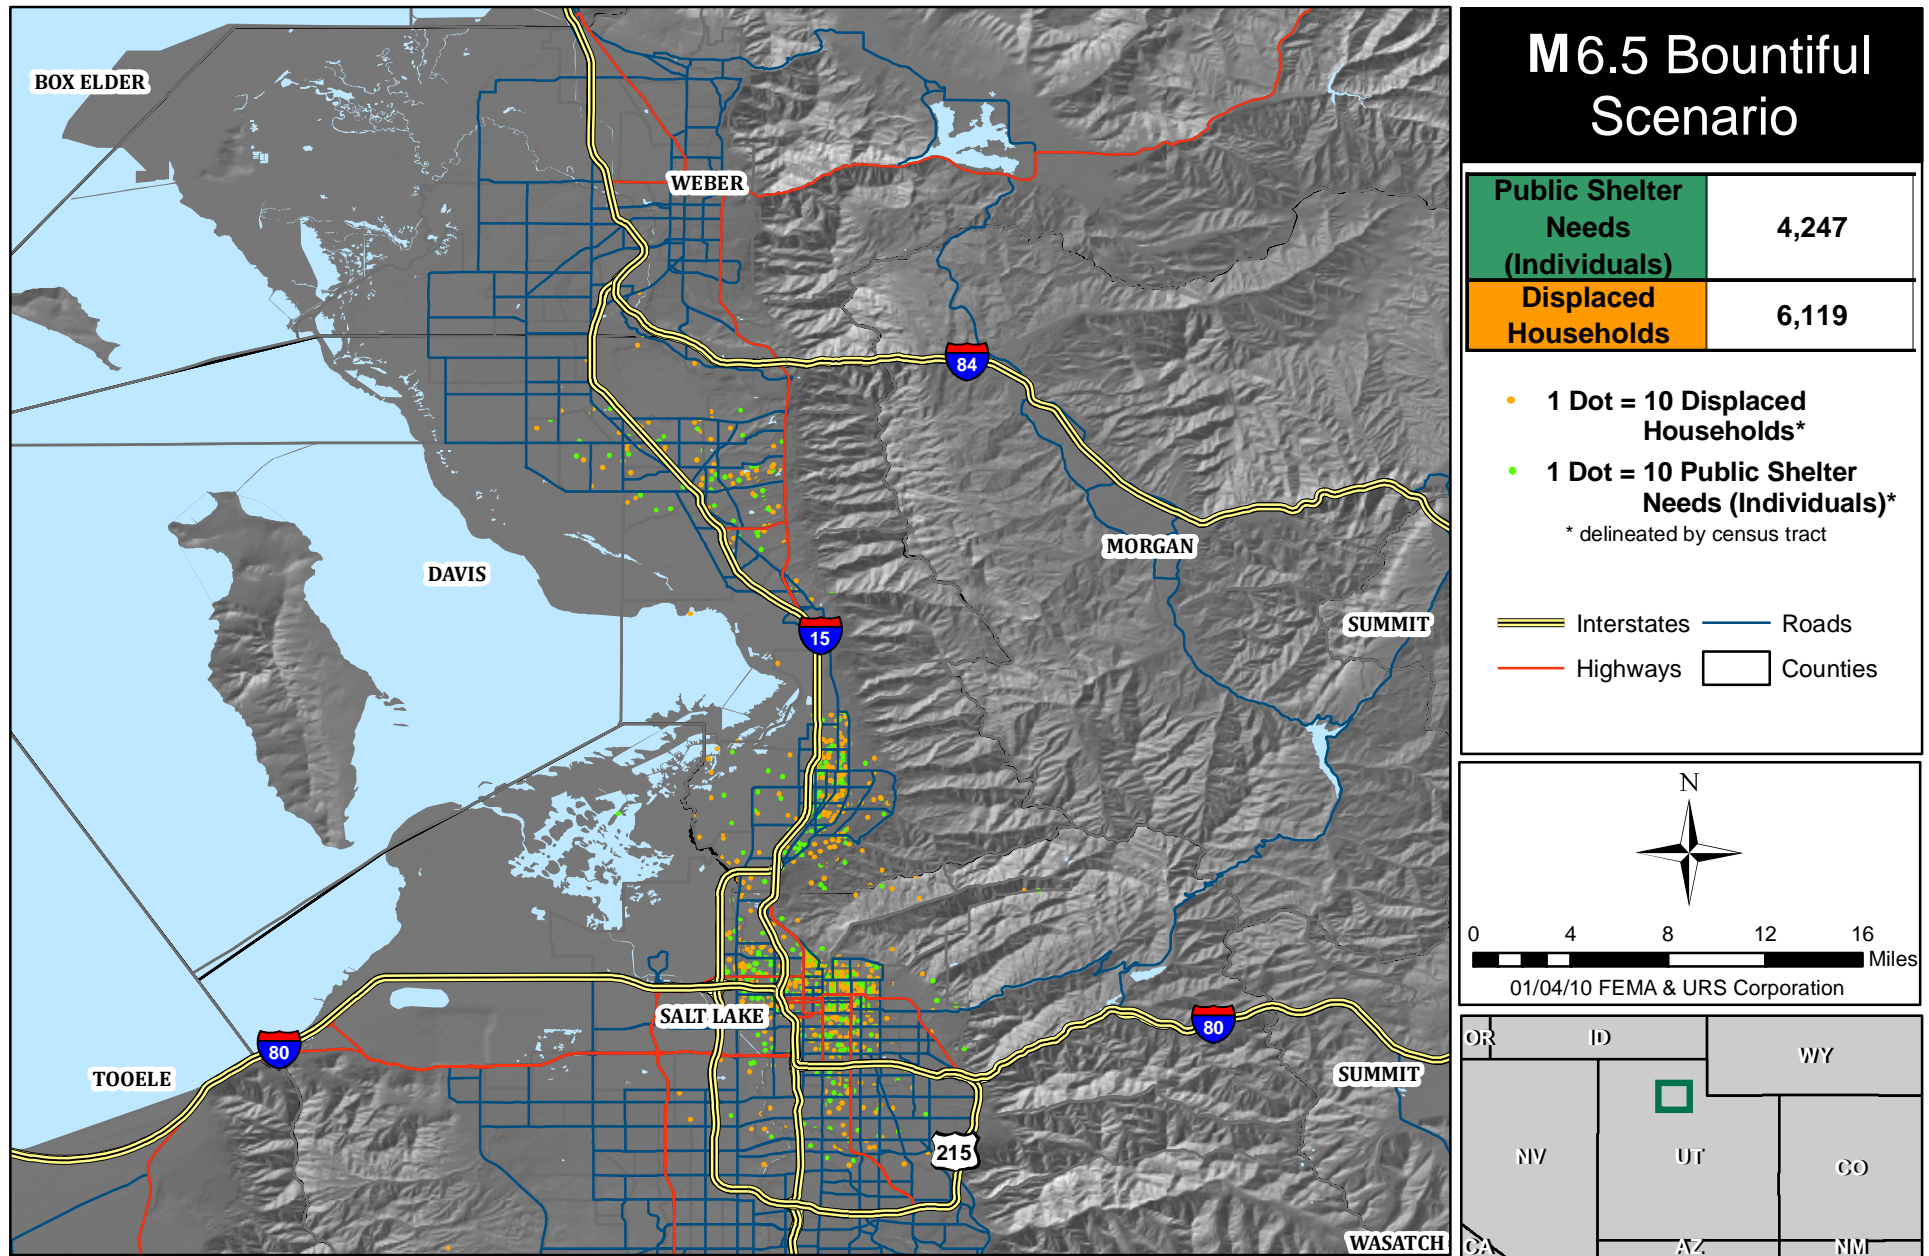 BOX ELDER
WEBER
84
MORGAN
DAVIS
SUMMIT
15
SALT LAKE
80
80
TOOELE
SUMMIT
215
WASATCH
M 6.5 Bountiful
Scenario
Public Shelter
Needs
(Individuals)
4,247
Displaced
Households
6,119
1 Dot = 10 Displaced
Households*
1 Dot = 10 Public Shelter
Needs (Individuals)*
* delineated by census tract
Interstates
Roads
Highways
Counties
N
0 4 8 12 16
Miles
01/04/10 FEMA & URS Corporation
OR
ID
WY
NV
UT
CO
CA
AZ
NM